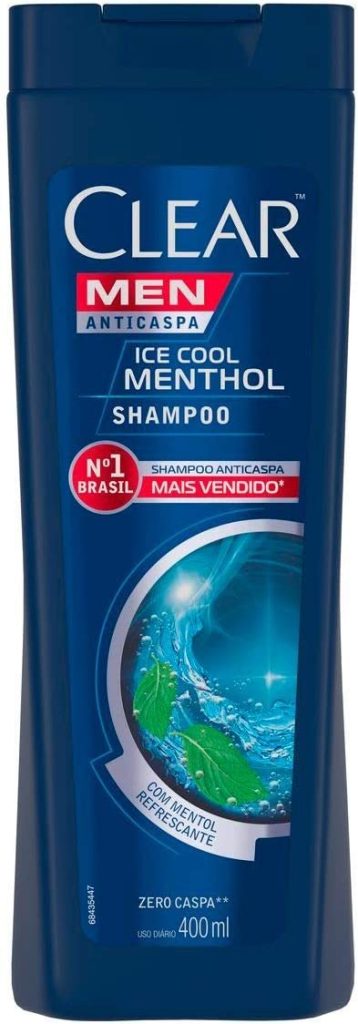 CLEAR™
MEN
ANTICASPA
ICE COOL
MENTHOL
SHAMPOO
Nº1
BRASIL
SHAMPOO ANTICASPA
MAIS VENDIDO*
COM MENTOL
REFRESCANTE
68435447
ZERO CASPA**
USO DIÁRIO 400ml